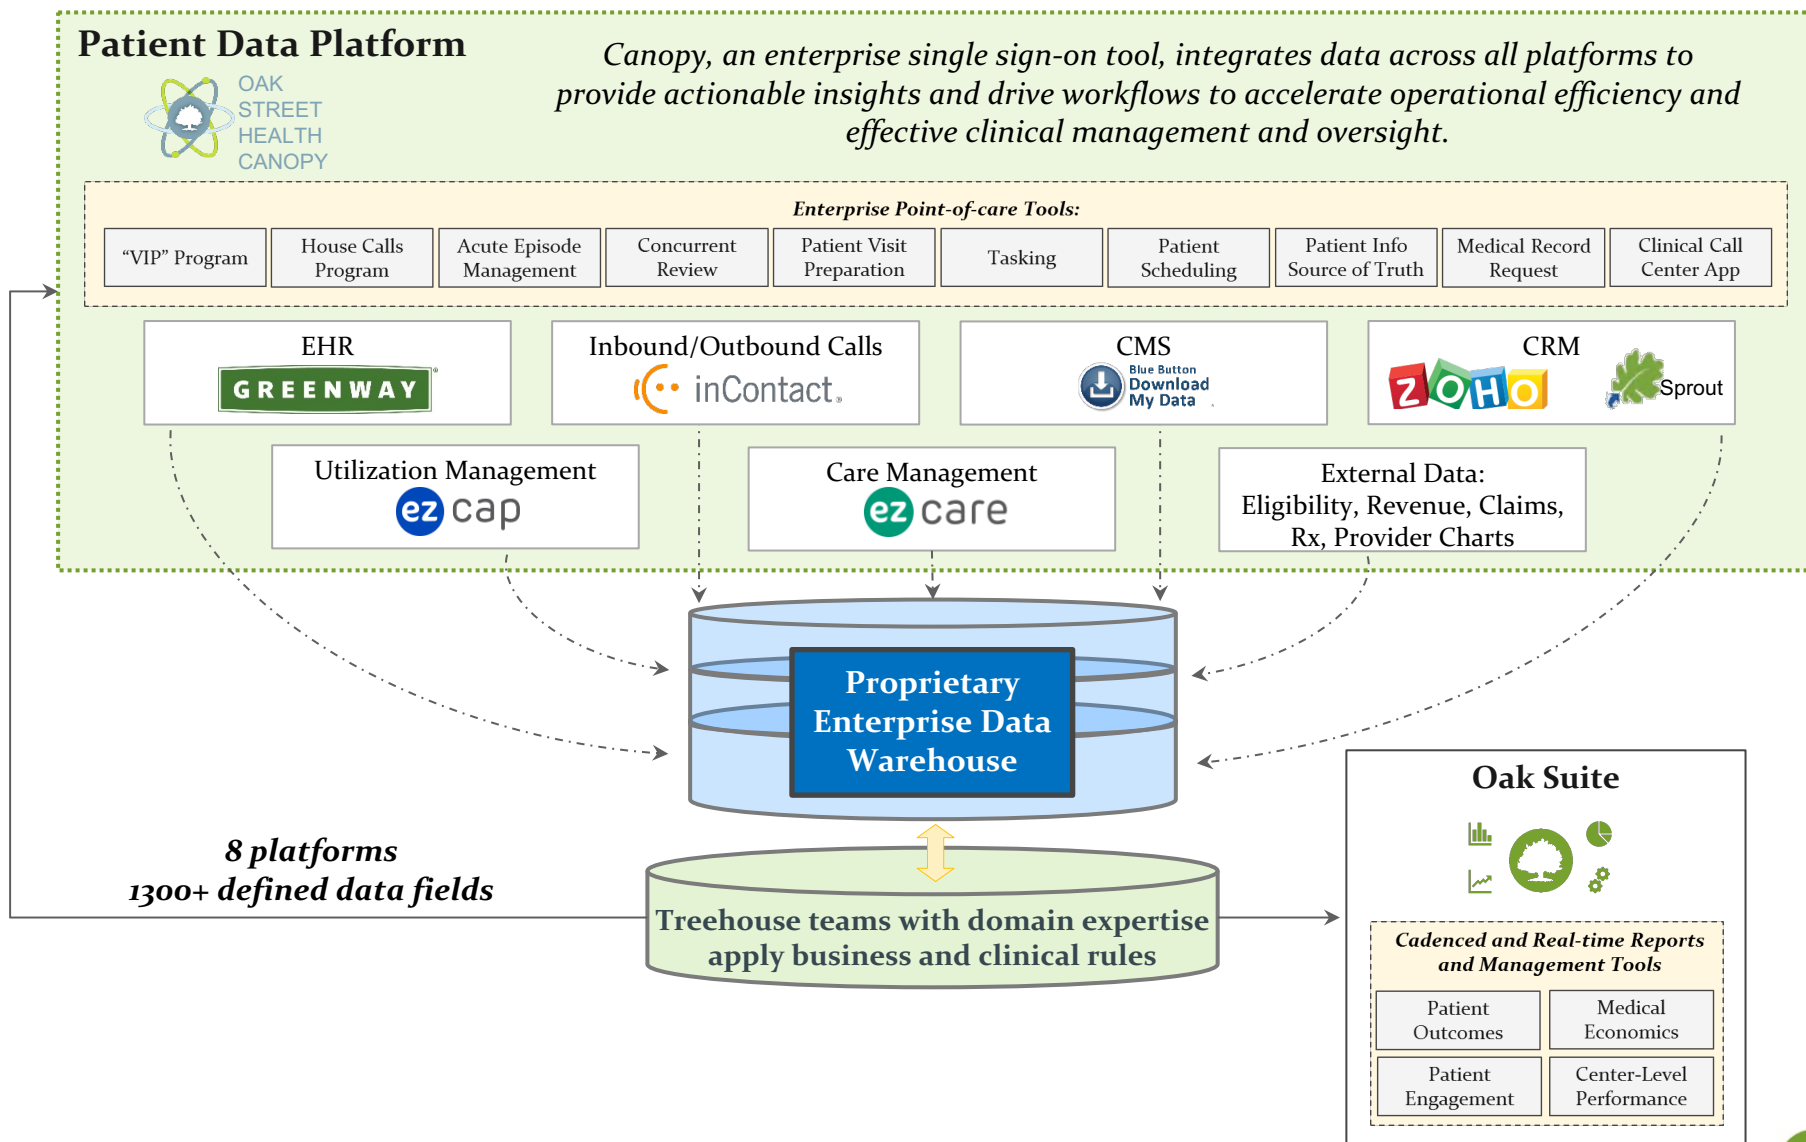 Patient Data Platform
OAK
STREET
HEALTH
CANOPY
Canopy, an enterprise single sign-on tool, integrates data across all platforms to
provide actionable insights and drive workflows to accelerate operational efficiency and
effective clinical management and oversight.
Enterprise Point-of-care Tools:
“VIP” Program
House Calls
Program
Acute Episode
Management
Concurrent
Review
Patient Visit
Preparation
Tasking
Patient
Scheduling
Patient Info
Source of Truth
Medical Record
Request
Clinical Call
Center App
EHR
GREENWAY®
Inbound/Outbound Calls
inContact®
CMS
Blue Button
Download
My Data
CRM
ZOHO
Sprout
Utilization Management
ez cap
Care Management
ez care
External Data:
Eligibility, Revenue, Claims,
Rx, Provider Charts
Proprietary
Enterprise Data
Warehouse
8 platforms
1300+ defined data fields
Treehouse teams with domain expertise
apply business and clinical rules
Oak Suite
Cadenced and Real-time Reports
and Management Tools
Patient
Outcomes
Medical
Economics
Patient
Engagement
Center-Level
Performance